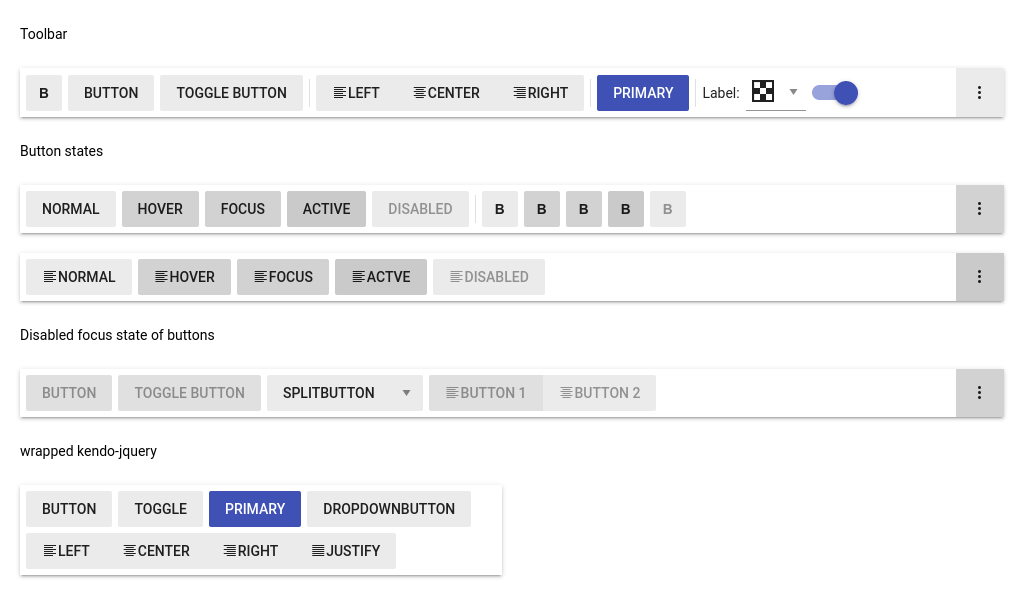 Toolbar
B BUTTON TOGGLE BUTTON LEFT CENTER RIGHT PRIMARY Label:
Button states
NORMAL HOVER FOCUS ACTIVE DISABLED B B B B B
NORMAL HOVER FOCUS ACTVE DISABLED
Disabled focus state of buttons
BUTTON TOGGLE BUTTON SPLITBUTTON BUTTON 1 BUTTON 2
wrapped kendo-jquery
BUTTON TOGGLE PRIMARY DROPDOWNBUTTON
LEFT CENTER RIGHT JUSTIFY